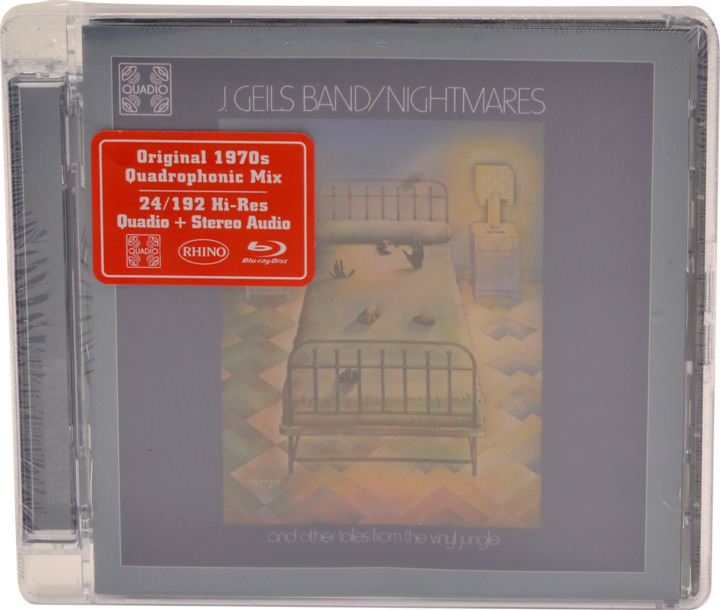 QUADIO
J. GEILS BAND/NIGHTMARES
Original 1970s
Quadrophonic Mix
24/192 Hi-Res
Quadio + Stereo Audio
QUADIO
RHINO
Blu-ray Disc
...and other tales from the vinyl jungle